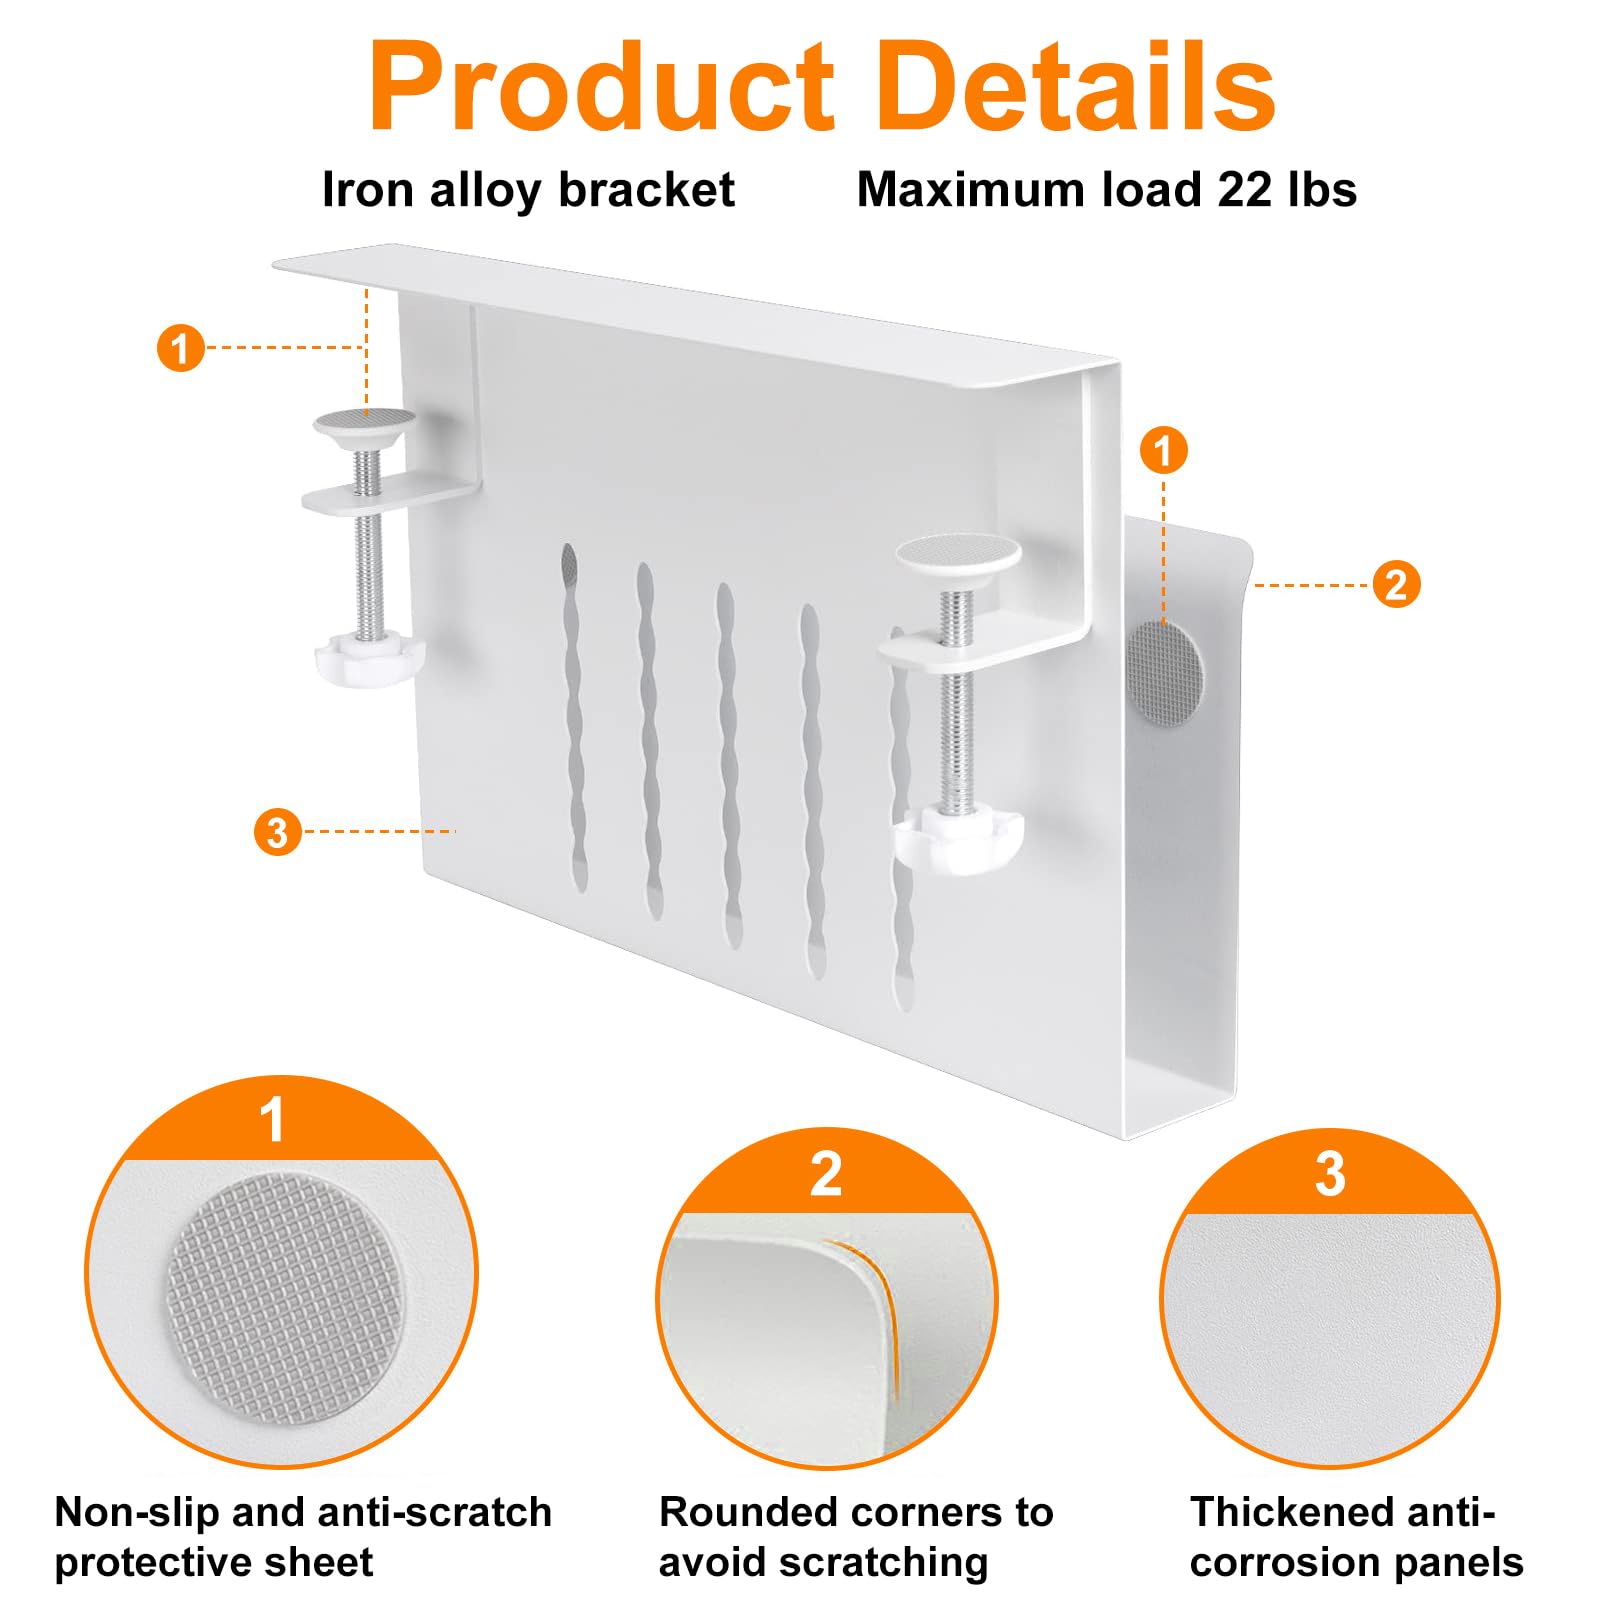 Product Details
Iron alloy bracket
Maximum load 22 lbs
1
1
2
3
1
2
3
Non-slip and anti-scratch
protective sheet
Rounded corners to
avoid scratching
Thickened anti-
corrosion panels